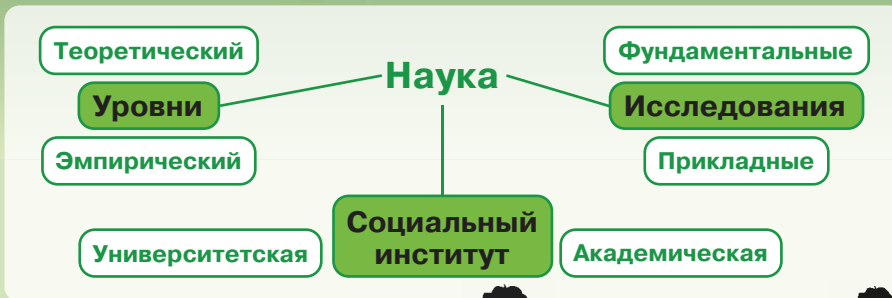 Теоретический
Уровни
Эмпирический
Наука
Фундаментальные
Исследования
Прикладные
Университетская
Социальный
институт
Академическая